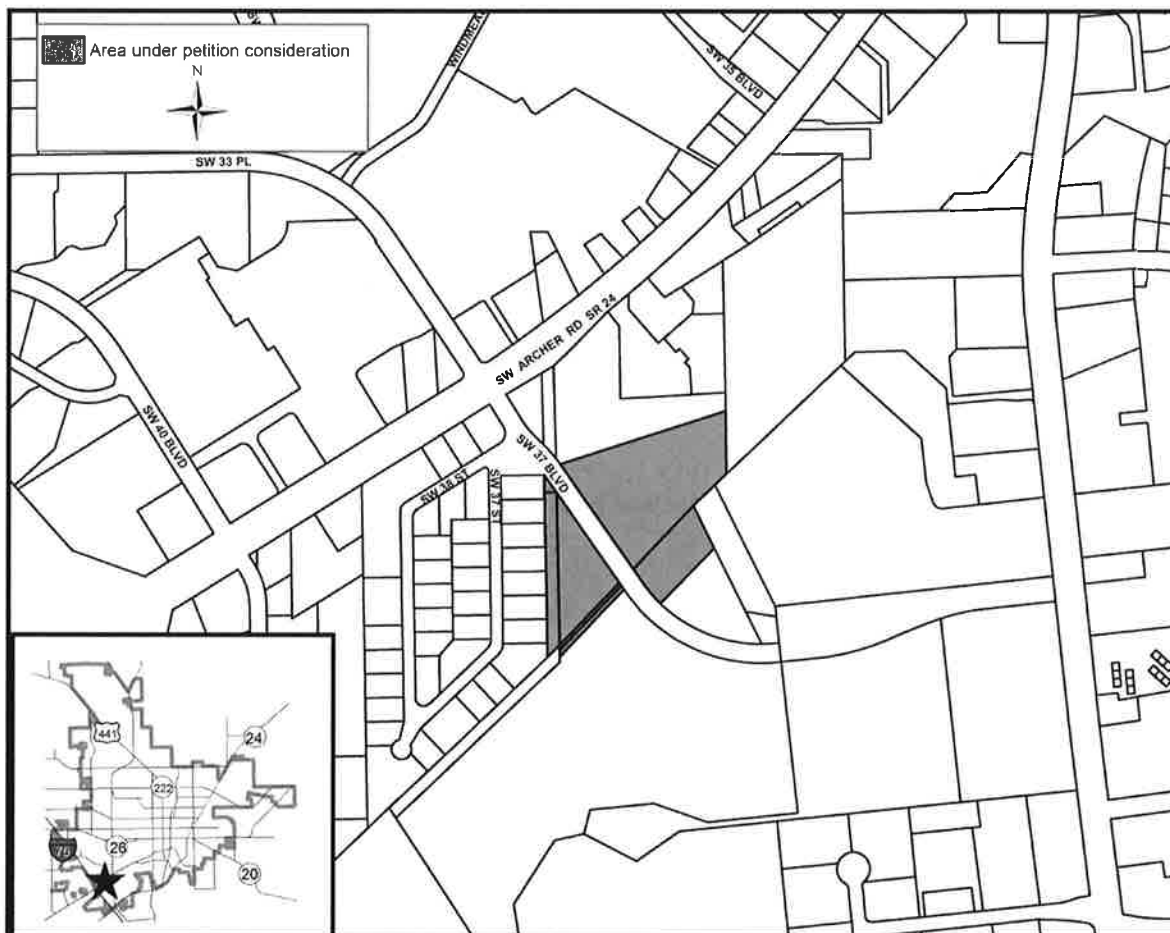 Area under petition consideration
N
SW 35 BLVD
SW 33 PL
SW ARCHER RD SR 24
SW 40 BLVD
SW 38 ST
SW 37 ST
SW 37 BLVD
441
24
222
26
75
20